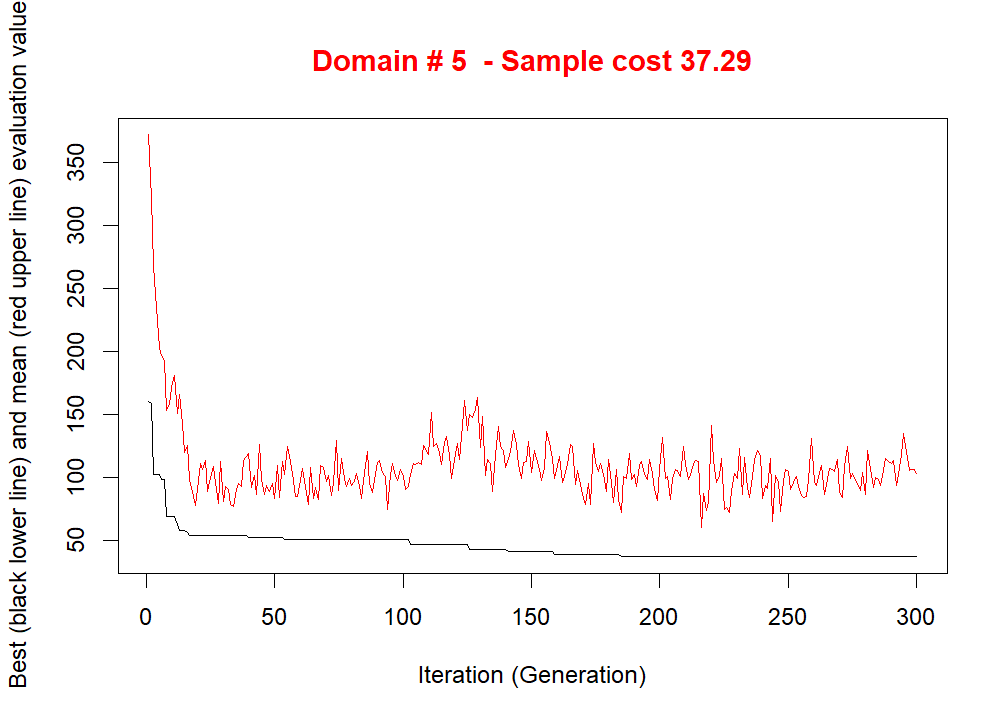 Domain # 5  - Sample cost 37.29
Best (black lower line) and mean (red upper line) evaluation value
350
300
250
200
150
100
50
0 50 100 150 200 250 300
Iteration (Generation)